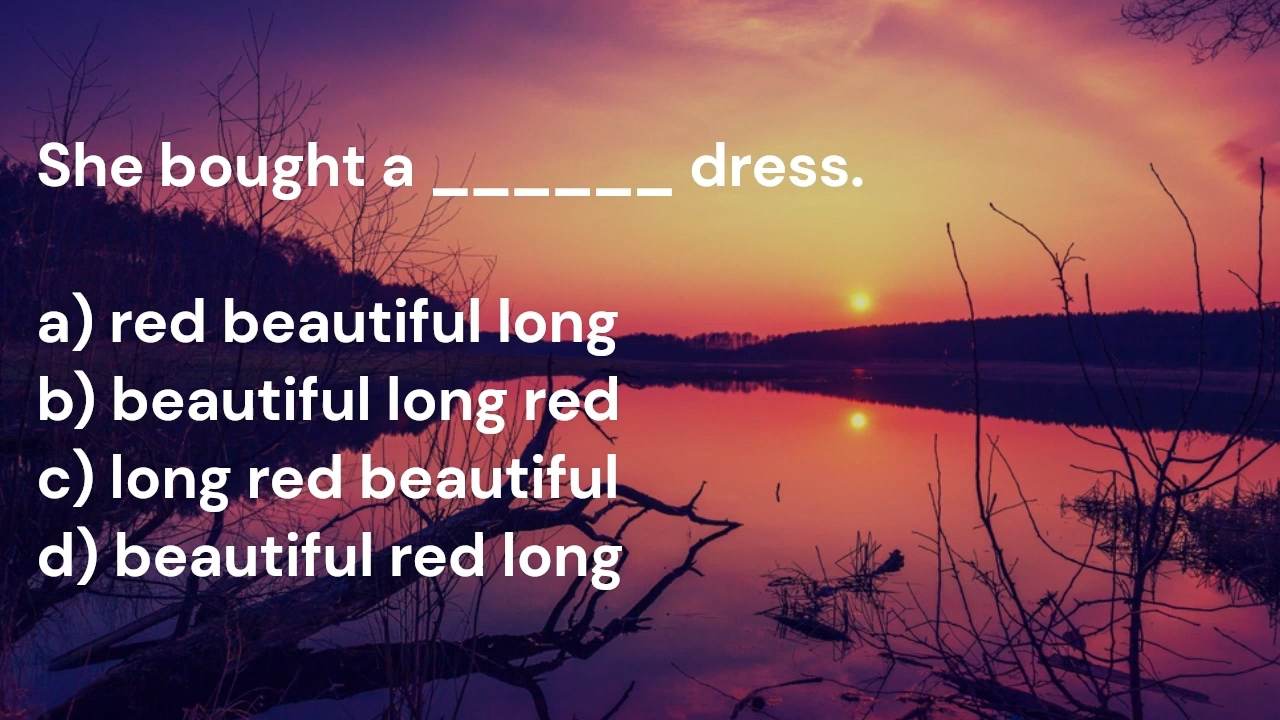 She bought a ______ dress.
a) red beautiful long
b) beautiful long red
c) long red beautiful
d) beautiful red long